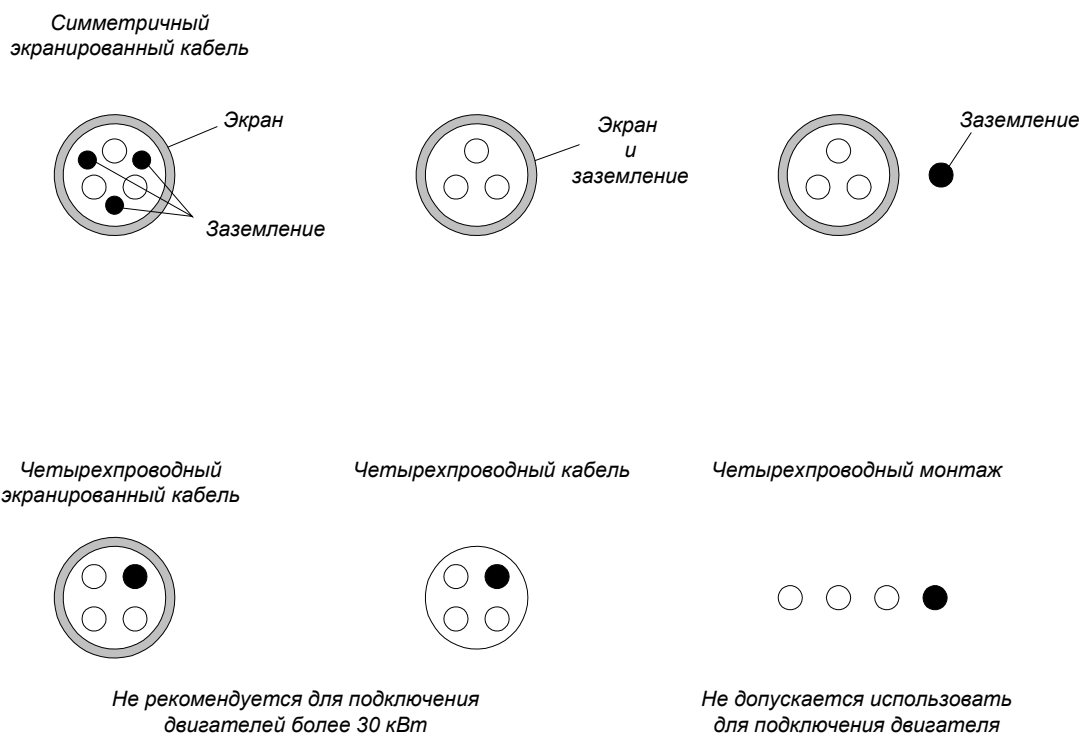 Симметричный
экранированный кабель
Экран
Заземление
Экран
и
заземление
Заземление
Четырехпроводный
экранированный кабель
Четырехпроводный кабель
Четырехпроводный монтаж
Не рекомендуется для подключения
двигателей более 30 кВт
Не допускается использовать
для подключения двигателя